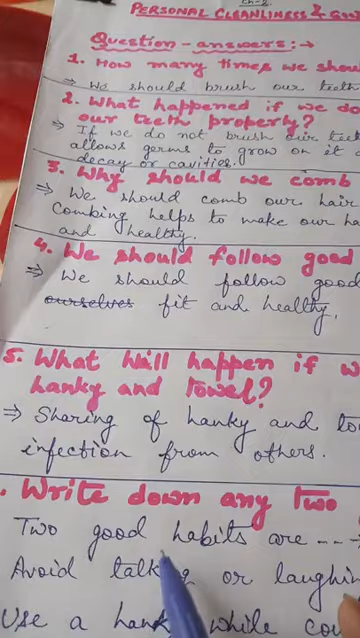 Ch-2
PERSONAL CLEANLINESS &
Question - answers:→
1. How many times we
⇒ We should brush our teeth
2. What happened if we do
our teeth properly?
⇒ If we do not brush our teeth
allows germs to grow on it
decay or cavities.
3. Why should we comb
⇒ We should comb our hair
Combing helps to make our
and healthy.
4. We should follow good
⇒ We should follow good
ourselves fit and healthy.
5. What will happen if
hanky and towel?
⇒ Sharing of hanky and
infection from others.
Write down any two
Two good habits are ...
Avoid or
Use a while